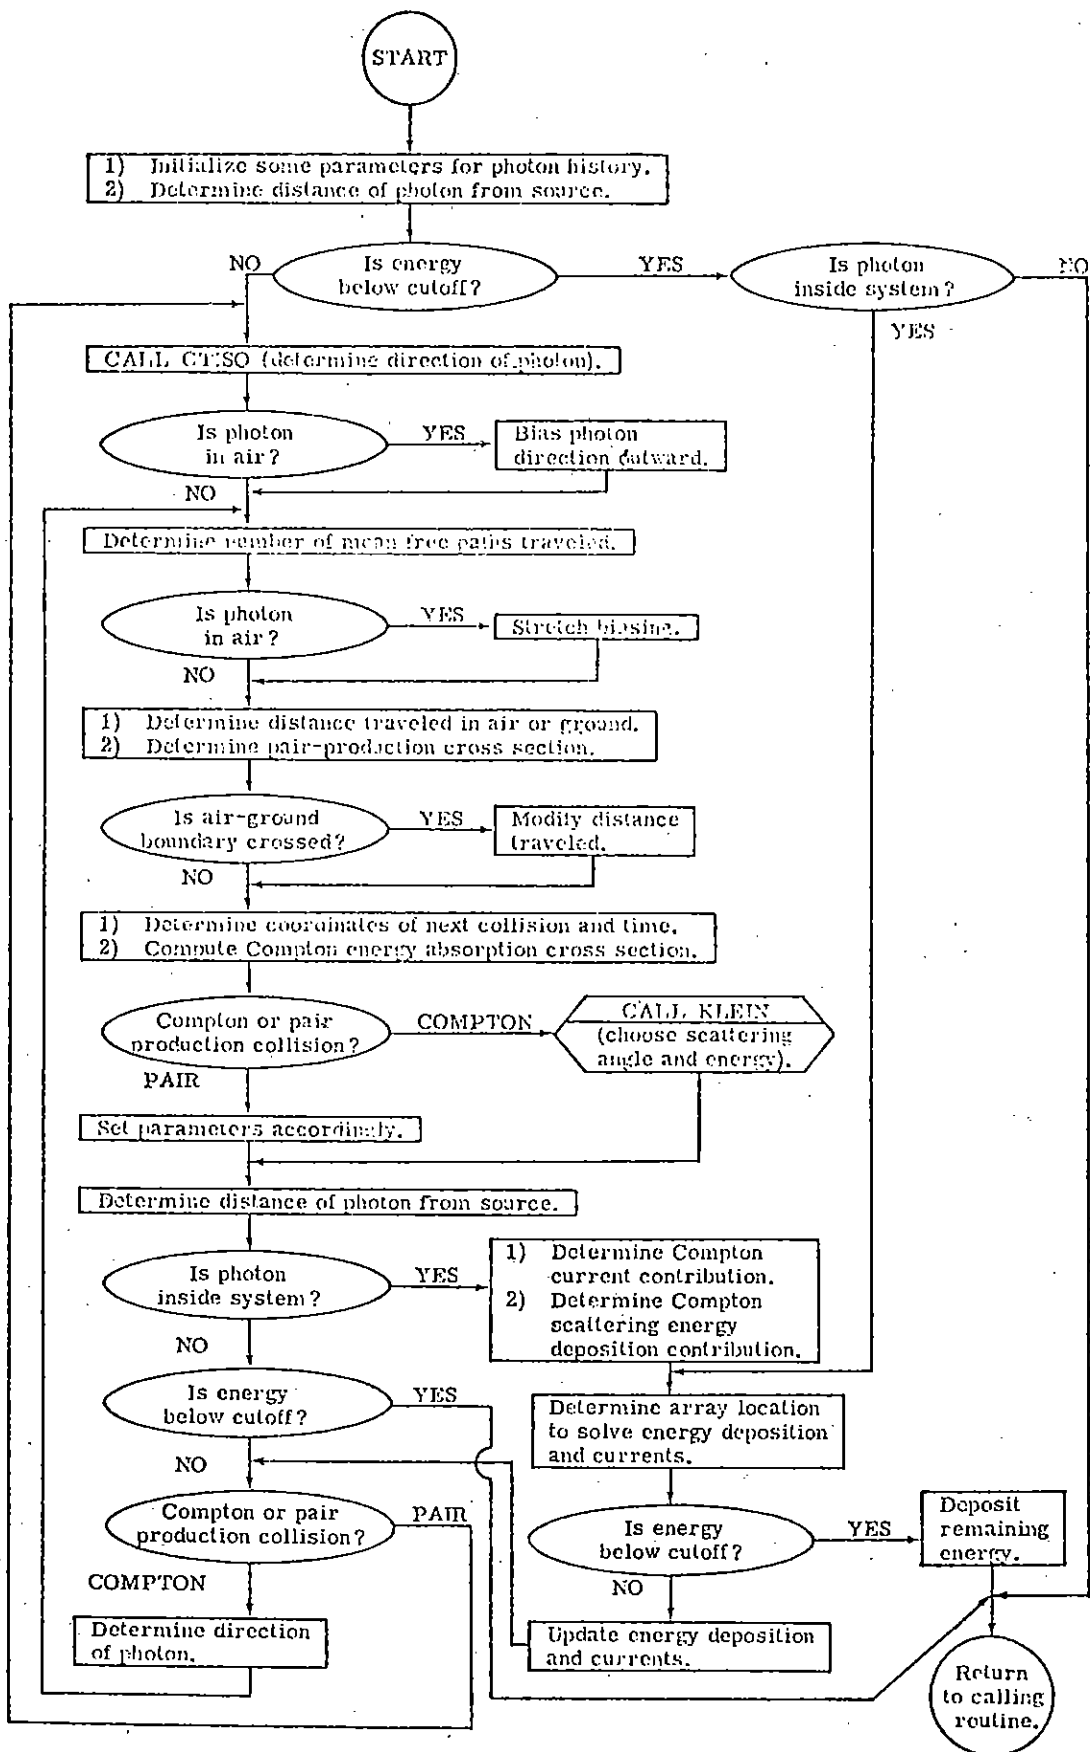 START
1) Initialize some parameters for photon history.
2) Determine distance of photon from source.
NO
Is energy
below cutoff?
YES
Is photon
inside system?
NO
YES
CALL GTISO (determine direction of photon).
Is photon
in air?
YES
Bias photon
direction outward.
NO
Determine number of mean free paths traveled.
Is photon
in air?
YES
Stretch biasing.
NO
1) Determine distance traveled in air or ground.
2) Determine pair-production cross section.
Is air-ground
boundary crossed?
YES
Modify distance
traveled.
NO
1) Determine coordinates of next collision and time.
2) Compute Compton energy absorption cross section.
Compton or pair
production collision?
COMPTON
CALL KLEIN
(choose scattering
angle and energy).
PAIR
Set parameters accordingly.
Determine distance of photon from source.
Is photon
inside system?
YES
1) Determine Compton
current contribution.
2) Determine Compton
scattering energy
deposition contribution.
NO
Is energy
below cutoff?
YES
Determine array location
to solve energy deposition
and currents.
NO
Compton or pair
production collision?
PAIR
Is energy
below cutoff?
YES
Deposit
remaining
energy.
COMPTON
NO
Determine direction
of photon.
Update energy deposition
and currents.
Return
to calling
routine.